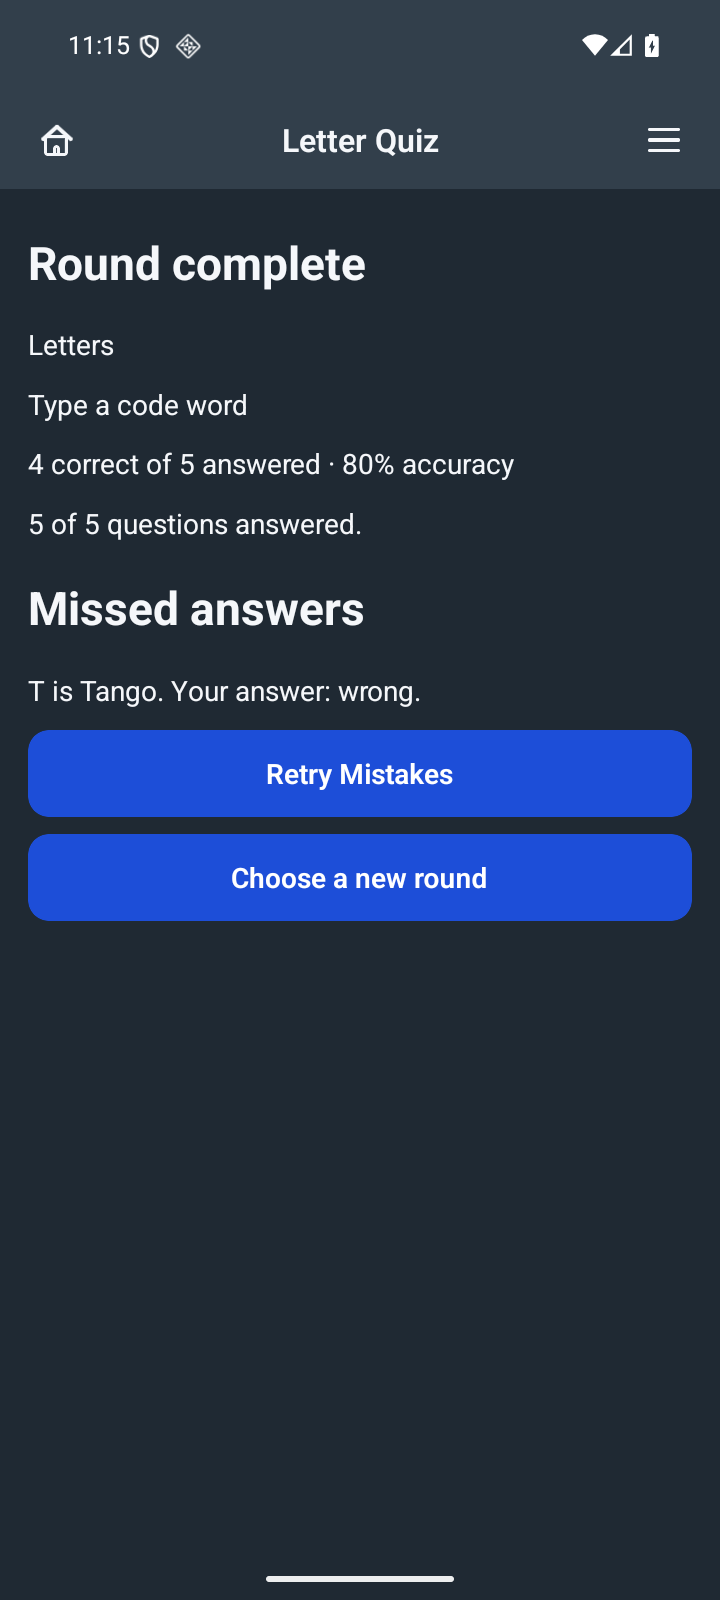 11:15
Letter Quiz
Round complete
Letters
Type a code word
4 correct of 5 answered · 80% accuracy
5 of 5 questions answered.
Missed answers
T is Tango. Your answer: wrong.
Retry Mistakes
Choose a new round